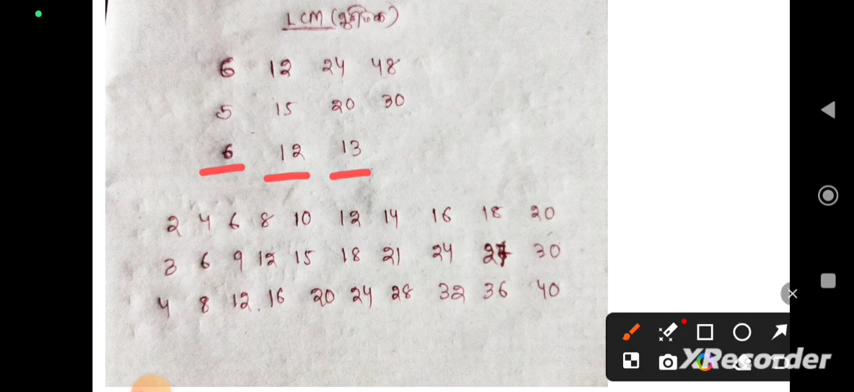 LCM
6 12 24 48
5 15 20 30
6 12 13
2 4 6 8 10 12 14 16 18 20
3 6 9 12 15 18 21 24 27 30
4 8 12 16 20 24 28 32 36 40
XRecorder